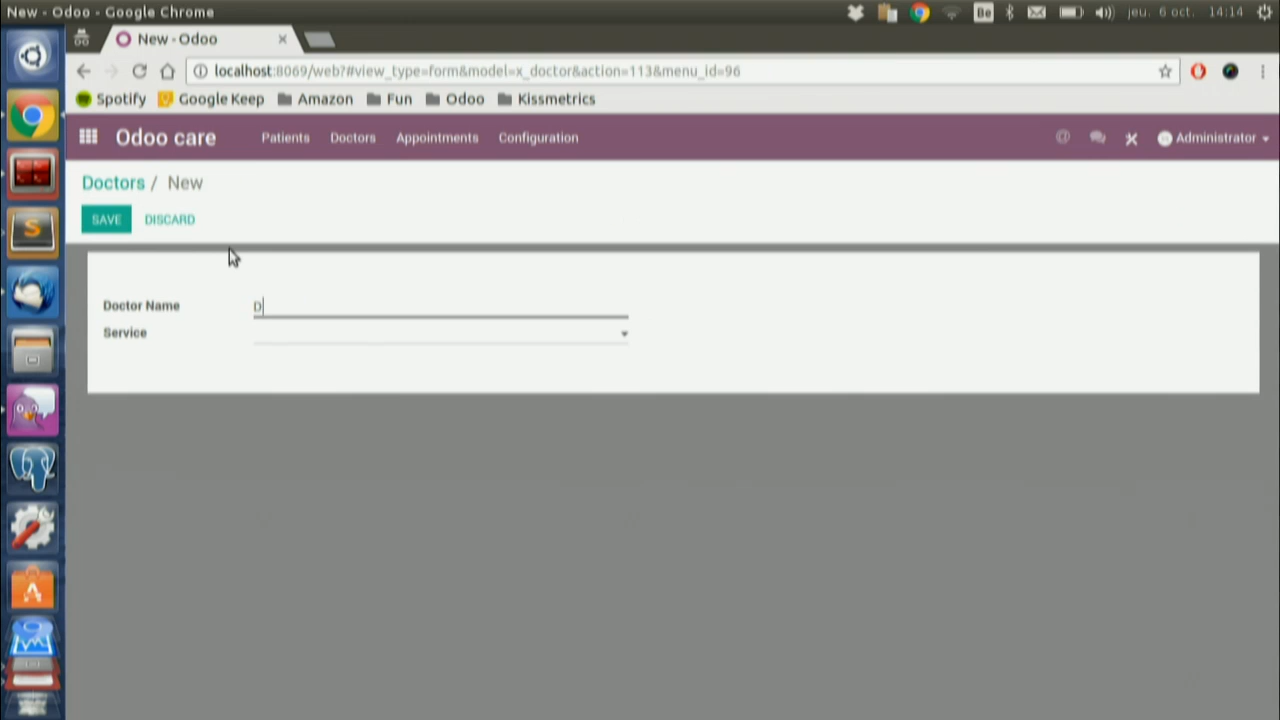 New - Odoo - Google Chrome
Be
jeu. 6 oct. 14:14
New - Odoo
localhost:8069/web?#view_type=form&model=x_doctor&action=113&menu_id=96
Spotify
Google Keep
Amazon
Fun
Odoo
Kissmetrics
Odoo care
Patients
Doctors
Appointments
Configuration
@
Administrator
Doctors / New
SAVE
DISCARD
Doctor Name
D
Service
S